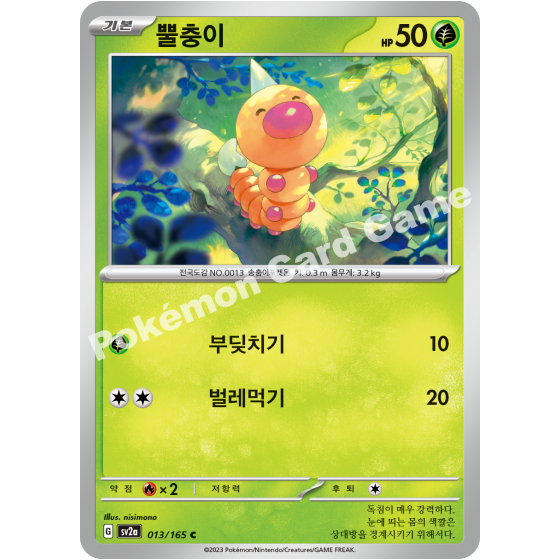 기본 뿔충이 HP 50
전국도감 NO.0013 송충이포켓몬 키: 0.3 m 몸무게: 3.2 kg
Pokémon Card Game
부딪치기 10
벌레먹기 20
약점 ×2 저항력 후퇴
Illus. nisimono
G sv2a 013/165 C
독침이 매우 강력하다.
눈에 띄는 몸의 색깔은
상대방을 경계시키기 위해서다.
©2023 Pokémon/Nintendo/Creatures/GAME FREAK.